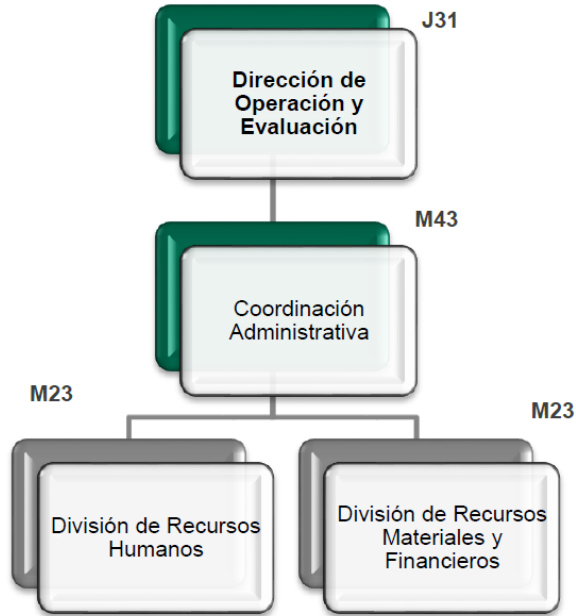 J31
Dirección de
Operación y
Evaluación
M43
Coordinación
Administrativa
M23
M23
División de Recursos
Humanos
División de Recursos
Materiales y
Financieros